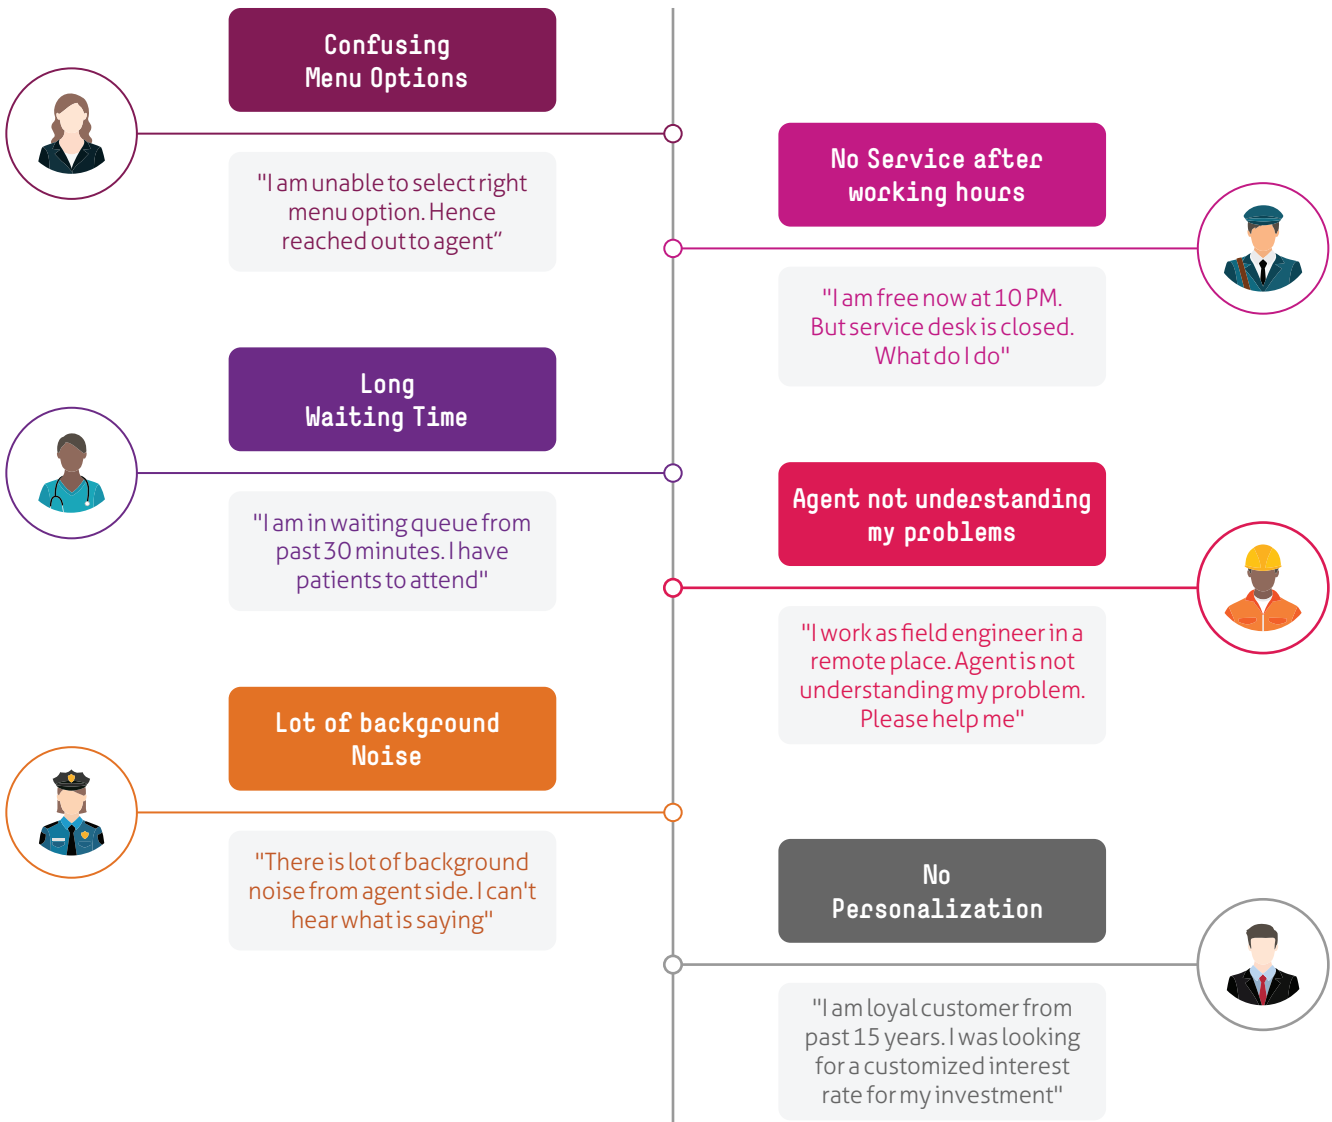 Confusing
Menu Options
"I am unable to select right
menu option. Hence
reached out to agent”
No Service after
working hours
"I am free now at 10 PM.
But service desk is closed.
What do I do"
Long
Waiting Time
"I am in waiting queue from
past 30 minutes. I have
patients to attend"
Agent not understanding
my problems
"I work as field engineer in a
remote place. Agent is not
understanding my problem.
Please help me"
Lot of background
Noise
"There is lot of background
noise from agent side. I can't
hear what is saying"
No
Personalization
"I am loyal customer from
past 15 years. I was looking
for a customized interest
rate for my investment"